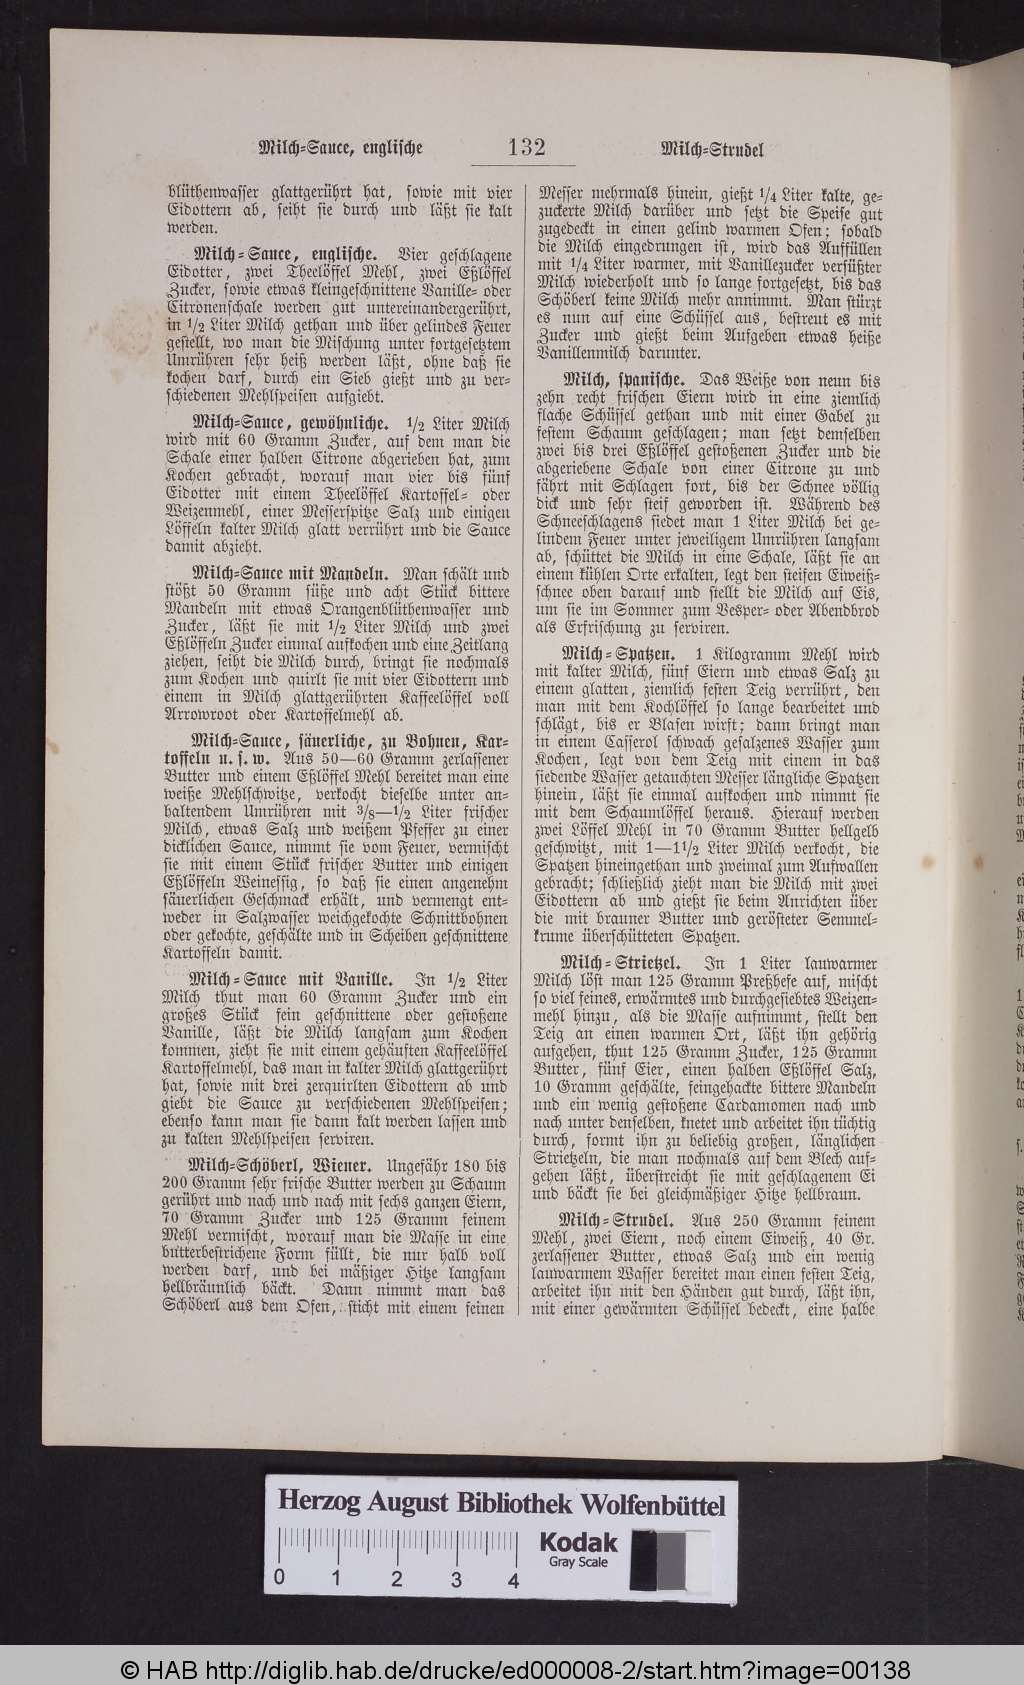 Milch-Sauce, englische 132 Milch-Strudel
blüthenwasser glattgerührt hat, sowie mit vier
Eidottern ab, seiht sie durch und läßt sie kalt
werden.
Milch-Sauce, englische. Vier geschlagene
Eidotter, zwei Theelöffel Mehl, zwei Eßlöffel
Zucker, sowie etwas kleingeschnittene Vanille- oder
Citronenschale werden gut untereinandergerührt,
in 1/2 Liter Milch gethan und über gelindes Feuer
gestellt, wo man die Mischung unter fortgesetztem
Umrühren sehr heiß werden läßt, ohne daß sie
kochen darf, durch ein Sieb gießt und zu ver-
schiedenen Mehlspeisen aufgiebt.
Milch-Sauce, gewöhnliche. 1/2 Liter Milch
wird mit 60 Gramm Zucker, auf dem man die
Schale einer halben Citrone abgerieben hat, zum
Kochen gebracht, worauf man vier bis fünf
Eidotter mit einem Theelöffel Kartoffel- oder
Weizenmehl, einer Messerspitze Salz und einigen
Löffeln kalter Milch glatt verrührt und die Sauce
damit abzieht.
Milch-Sauce mit Mandeln. Man schält und
stößt 50 Gramm süße und acht Stück bittere
Mandeln mit etwas Orangenblüthenwasser und
Zucker, läßt sie mit 1/2 Liter Milch und zwei
Eßlöffeln Zucker einmal aufkochen und eine Zeitlang
ziehen, seiht die Milch durch, bringt sie nochmals
zum Kochen und quirlt sie mit vier Eidottern und
einem in Milch glattgerührten Kaffeelöffel voll
Arrowroot oder Kartoffelmehl ab.
Milch-Sauce, säuerliche, zu Bohnen, Kar-
toffeln u. s. w. Aus 50—60 Gramm zerlassener
Butter und einem Eßlöffel Mehl bereitet man eine
weiße Mehlschwitze, verkocht dieselbe unter an-
haltendem Umrühren mit 3/8—1/2 Liter frischer
Milch, etwas Salz und weißem Pfeffer zu einer
dicklichen Sauce, nimmt sie vom Feuer, vermischt
sie mit einem Stück frischer Butter und einigen
Eßlöffeln Weinessig, so daß sie einen angenehm
säuerlichen Geschmack erhält, und vermengt ent-
weder in Salzwasser weichgekochte Schnittbohnen
oder gekochte, geschälte und in Scheiben geschnittene
Kartoffeln damit.
Milch-Sauce mit Vanille. In 1/2 Liter
Milch thut man 60 Gramm Zucker und ein
großes Stück fein geschnittene oder gestoßene
Vanille, läßt die Milch langsam zum Kochen
kommen, zieht sie mit einem gehäuften Kaffeelöffel
Kartoffelmehl, das man in kalter Milch glattgerührt
hat, sowie mit drei zerquirlten Eidottern ab und
giebt die Sauce zu verschiedenen Mehlspeisen;
ebenso kann man sie dann kalt werden lassen und
zu kalten Mehlspeisen serviren.
Milch-Schöberl, Wiener. Ungefähr 180 bis
200 Gramm sehr frische Butter werden zu Schaum
gerührt und nach und nach mit sechs ganzen Eiern,
70 Gramm Zucker und 125 Gramm feinem
Mehl vermischt, worauf man die Masse in eine
butterbestrichene Form füllt, die nur halb voll
werden darf, und bei mäßiger Hitze langsam
hellbräunlich bäckt. Dann nimmt man das
Schöberl aus dem Ofen, sticht mit einem feinen
Messer mehrmals hinein, gießt 1/4 Liter kalte, ge-
zuckerte Milch darüber und setzt die Speise gut
zugedeckt in einen gelind warmen Ofen; sobald
die Milch eingedrungen ist, wird das Auffüllen
mit 1/4 Liter warmer, mit Vanillezucker versüßter
Milch wiederholt und so lange fortgesetzt, bis das
Schöberl keine Milch mehr annimmt. Man stürzt
es nun auf eine Schüssel aus, bestreut es mit
Zucker und gießt beim Aufgeben etwas heiße
Vanillenmilch darunter.
Milch, spanische. Das Weiße von neun bis
zehn recht frischen Eiern wird in eine ziemlich
flache Schüssel gethan und mit einer Gabel zu
festem Schaum geschlagen; man setzt demselben
zwei bis drei Eßlöffel gestoßenen Zucker und die
abgeriebene Schale von einer Citrone zu und
fährt mit Schlagen fort, bis der Schnee völlig
dick und sehr steif geworden ist. Während des
Schneeschlagens siedet man 1 Liter Milch bei ge-
lindem Feuer unter jeweiligem Umrühren langsam
ab, schüttet die Milch in eine Schale, läßt sie an
einem kühlen Orte erkalten, legt den steifen Eiweiß-
schnee oben darauf und stellt die Milch auf Eis,
um sie im Sommer zum Vesper- oder Abendbrod
als Erfrischung zu serviren.
Milch-Spatzen. 1 Kilogramm Mehl wird
mit kalter Milch, fünf Eiern und etwas Salz zu
einem glatten, ziemlich festen Teig verrührt, den
man mit dem Kochlöffel so lange bearbeitet und
schlägt, bis er Blasen wirft; dann bringt man
in einem Casserol schwach gesalzenes Wasser zum
Kochen, legt von dem Teig mit einem in das
siedende Wasser getauchten Messer längliche Spatzen
hinein, läßt sie einmal aufkochen und nimmt sie
mit dem Schaumlöffel heraus. Hierauf werden
zwei Löffel Mehl in 70 Gramm Butter hellgelb
geschwitzt, mit 1—11/2 Liter Milch verkocht, die
Spatzen hineingethan und zweimal zum Aufwallen
gebracht; schließlich zieht man die Milch mit zwei
Eidottern ab und gießt sie beim Anrichten über
die mit brauner Butter und gerösteter Semmel-
krume überschütteten Spatzen.
Milch-Strietzel. In 1 Liter lauwarmer
Milch löst man 125 Gramm Preßhefe auf, mischt
so viel feines, erwärmtes und durchgesiebtes Weizen-
mehl hinzu, als die Masse aufnimmt, stellt den
Teig an einen warmen Ort, läßt ihn gehörig
aufgehen, thut 125 Gramm Zucker, 125 Gramm
Butter, fünf Eier, einen halben Eßlöffel Salz,
10 Gramm geschälte, feingehackte bittere Mandeln
und ein wenig gestoßene Cardamomen nach und
nach unter denselben, knetet und arbeitet ihn tüchtig
durch, formt ihn zu beliebig großen, länglichen
Strietzeln, die man nochmals auf dem Blech auf-
gehen läßt, überstreicht sie mit geschlagenem Ei
und bäckt sie bei gleichmäßiger Hitze hellbraun.
Milch-Strudel. Aus 250 Gramm feinem
Mehl, zwei Eiern, noch einem Eiweiß, 40 Gr.
zerlassener Butter, etwas Salz und ein wenig
lauwarmem Wasser bereitet man einen festen Teig,
arbeitet ihn mit den Händen gut durch, läßt ihn,
mit einer gewärmten Schüssel bedeckt, eine halbe
Herzog August Bibliothek Wolfenbüttel
Kodak
Gray Scale
0 1 2 3 4
© HAB http://diglib.hab.de/drucke/ed000008-2/start.htm?image=00138